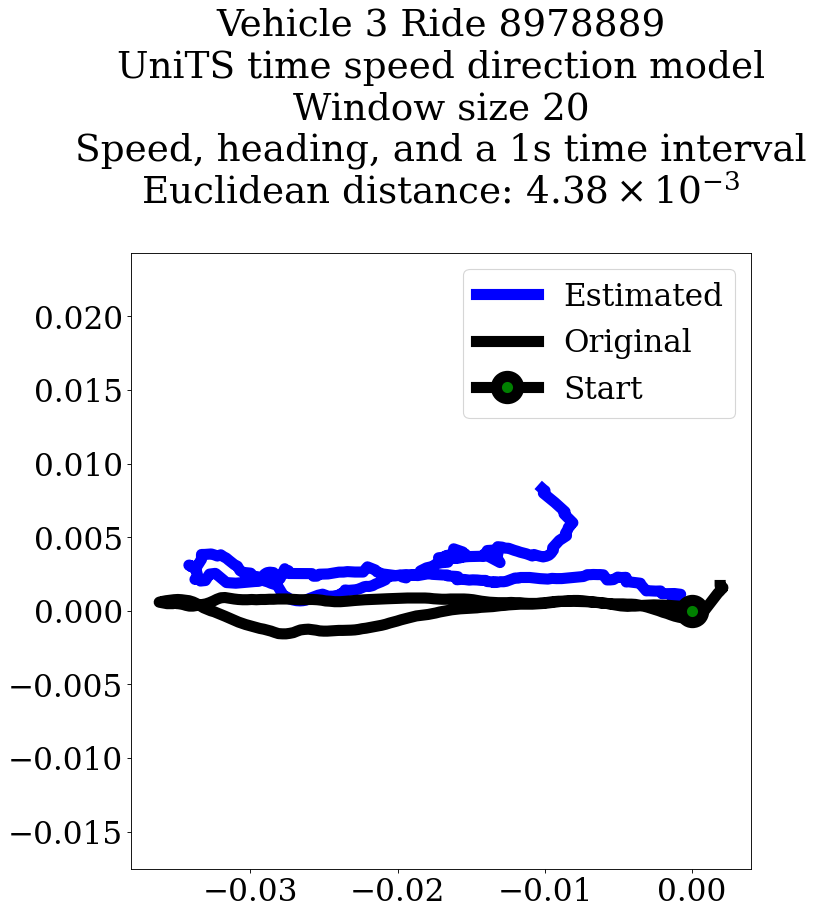 Vehicle 3 Ride 8978889
UniTS time speed direction model
Window size 20
Speed, heading, and a 1s time interval
Euclidean distance: 4.38 × 10⁻³
Estimated
Original
Start
0.020
0.015
0.010
0.005
0.000
−0.005
−0.010
−0.015
−0.03
−0.02
−0.01
0.00